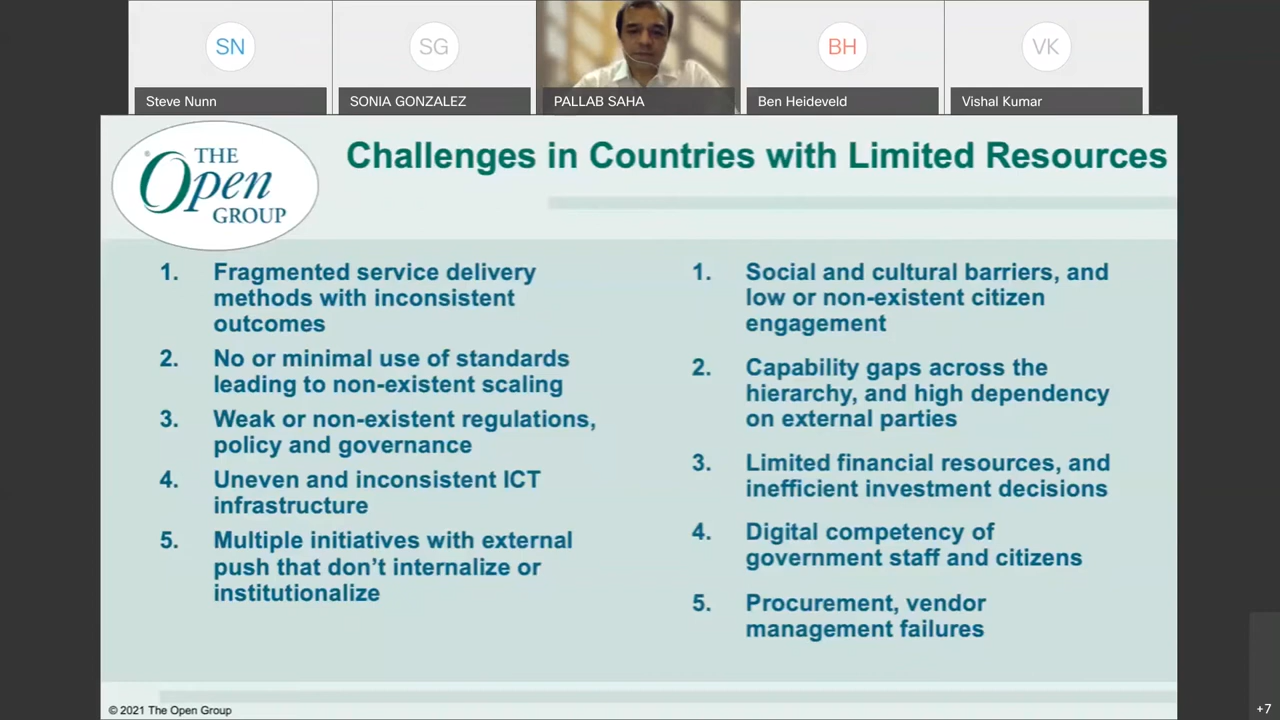 SN
SG
BH
VK
Steve Nunn
SONIA GONZALEZ
PALLAB SAHA
Ben Heideveld
Vishal Kumar
THE
Open
GROUP
Challenges in Countries with Limited Resources
1. Fragmented service delivery
methods with inconsistent
outcomes
2. No or minimal use of standards
leading to non-existent scaling
3. Weak or non-existent regulations,
policy and governance
4. Uneven and inconsistent ICT
infrastructure
5. Multiple initiatives with external
push that don't internalize or
institutionalize
1. Social and cultural barriers, and
low or non-existent citizen
engagement
2. Capability gaps across the
hierarchy, and high dependency
on external parties
3. Limited financial resources, and
inefficient investment decisions
4. Digital competency of
government staff and citizens
5. Procurement, vendor
management failures
© 2021 The Open Group
+7